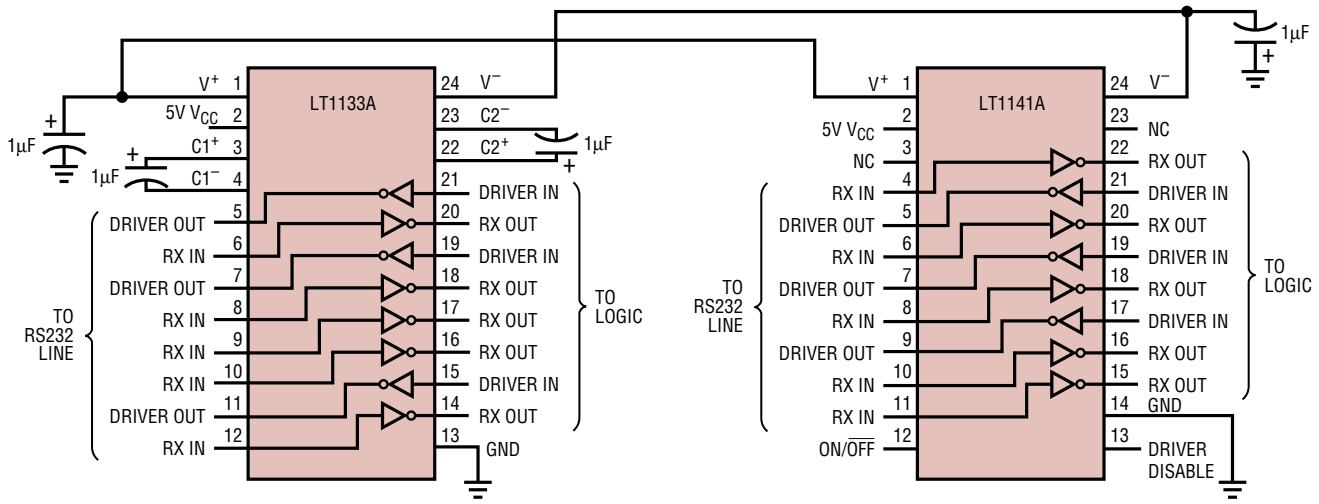 1µF
+
1µF
+
V+ 1
5V VCC 2
C1+ 3
C1− 4
+
1µF
DRIVER OUT 5
RX IN 6
DRIVER OUT 7
RX IN 8
RX IN 9
RX IN 10
DRIVER OUT 11
RX IN 12
TO
RS232
LINE
LT1133A
24 V−
23 C2−
22 C2+
1µF
+
21 DRIVER IN
20 RX OUT
19 DRIVER IN
18 RX OUT
17 RX OUT
16 RX OUT
15 DRIVER IN
14 RX OUT
13 GND
TO
LOGIC
V+ 1
5V VCC 2
NC 3
RX IN 4
DRIVER OUT 5
RX IN 6
DRIVER OUT 7
RX IN 8
DRIVER OUT 9
RX IN 10
RX IN 11
ON/O̅F̅F̅ 12
TO
RS232
LINE
LT1141A
24 V−
23 NC
22 RX OUT
21 DRIVER IN
20 RX OUT
19 DRIVER IN
18 RX OUT
17 DRIVER IN
16 RX OUT
15 RX OUT
14 GND
13 DRIVER
DISABLE
TO
LOGIC